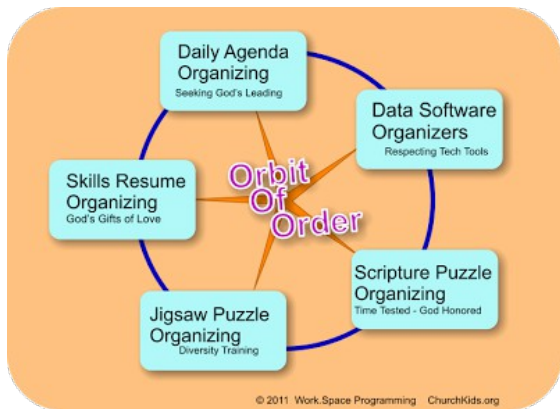 Daily Agenda
Organizing
Seeking God's Leading
Data Software
Organizers
Respecting Tech Tools
Skills Resume
Organizing
God's Gifts of Love
Orbit
Of
Order
Scripture Puzzle
Organizing
Time Tested - God Honored
Jigsaw Puzzle
Organizing
Diversity Training
© 2011 Work.Space Programming ChurchKids.org